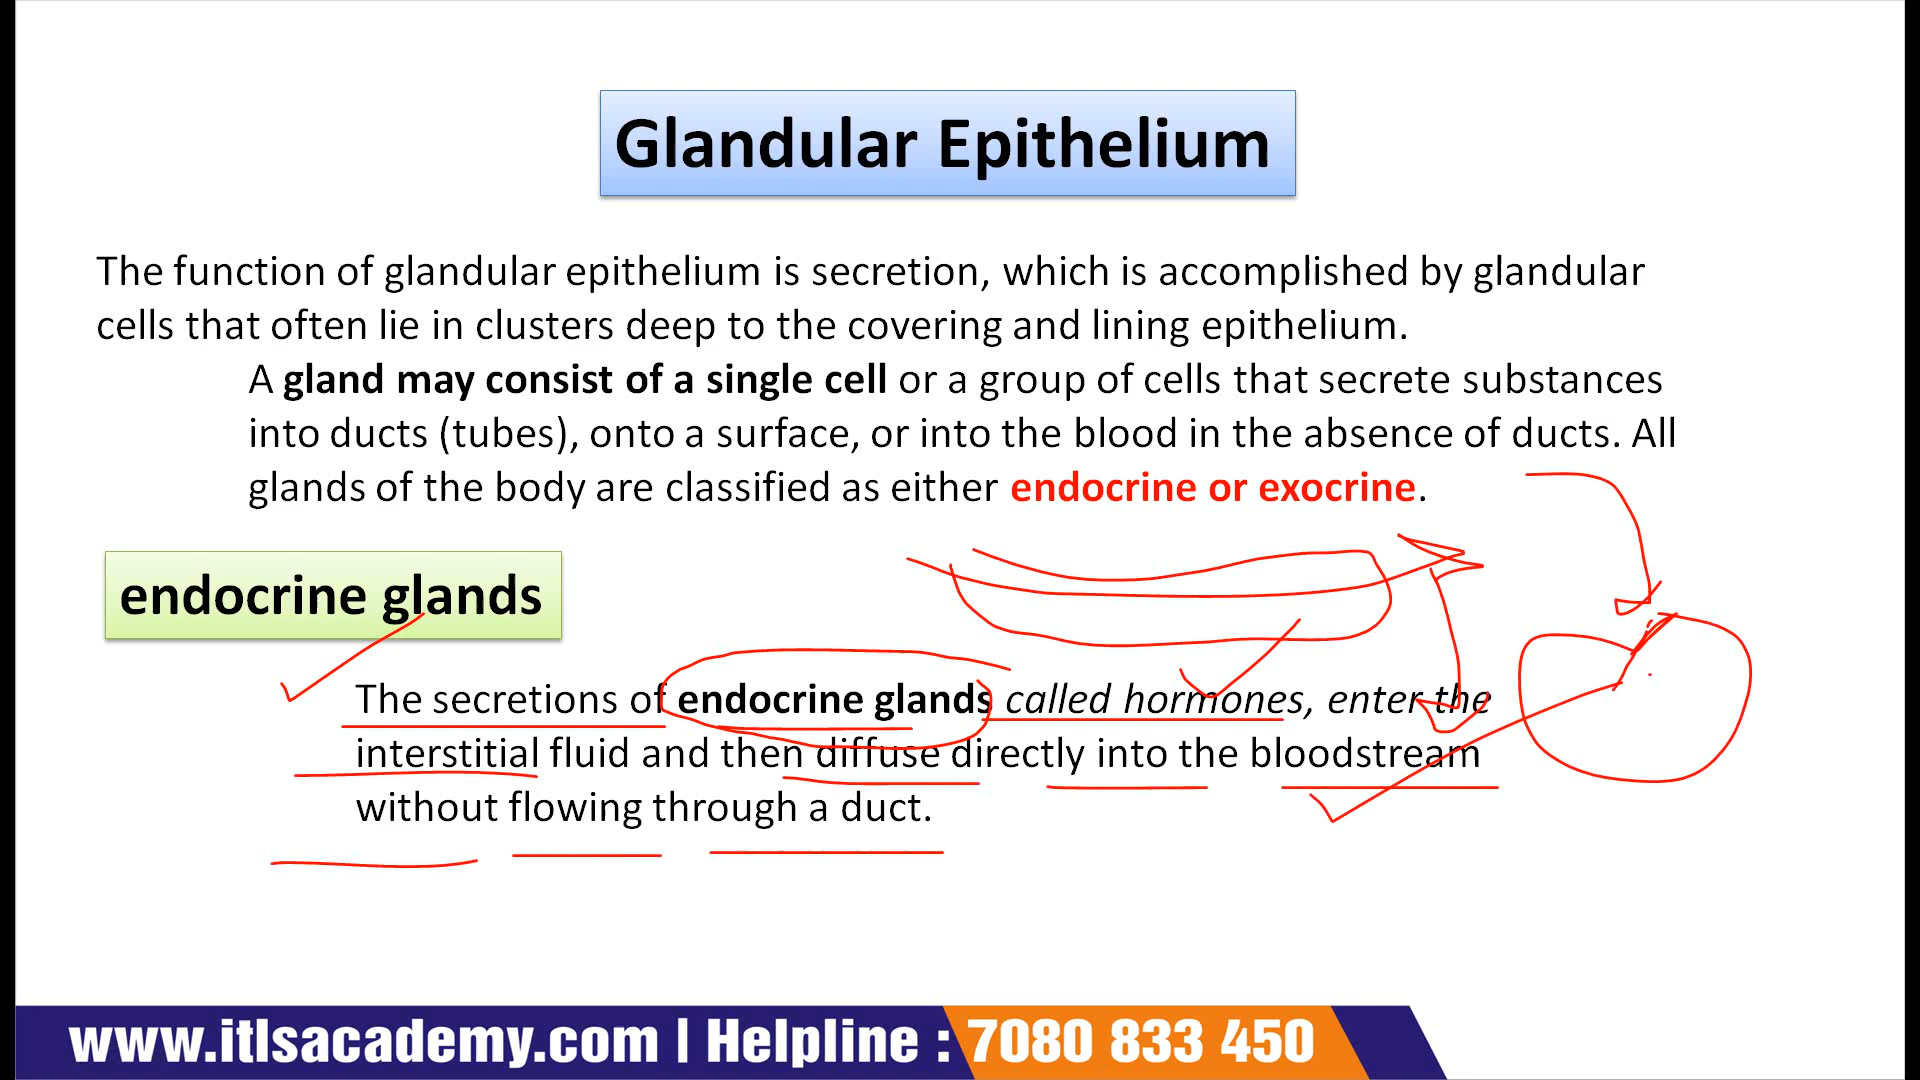 Glandular Epithelium
The function of glandular epithelium is secretion, which is accomplished by glandular
cells that often lie in clusters deep to the covering and lining epithelium.
A gland may consist of a single cell or a group of cells that secrete substances
into ducts (tubes), onto a surface, or into the blood in the absence of ducts. All
glands of the body are classified as either endocrine or exocrine.
endocrine glands
The secretions of endocrine glands called hormones, enter the
interstitial fluid and then diffuse directly into the bloodstream
without flowing through a duct.
www.itlsacademy.com | Helpline : 7080 833 450